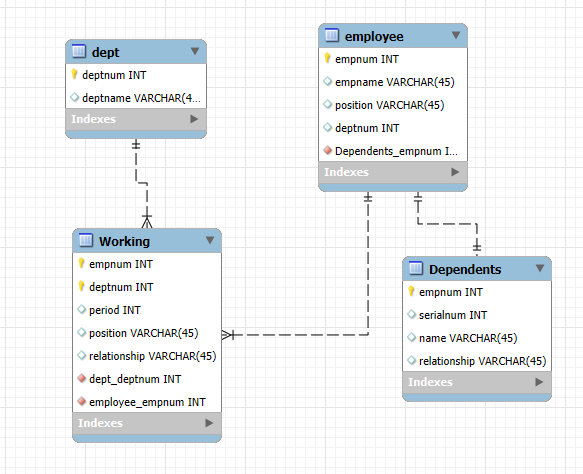 dept
deptnum INT
deptname VARCHAR(4...
Indexes
employee
empnum INT
empname VARCHAR(45)
position VARCHAR(45)
deptnum INT
Dependents_empnum I...
Indexes
Working
empnum INT
deptnum INT
period INT
position VARCHAR(45)
relationship VARCHAR(45)
dept_deptnum INT
employee_empnum INT
Indexes
Dependents
empnum INT
serialnum INT
name VARCHAR(45)
relationship VARCHAR(45)
Indexes